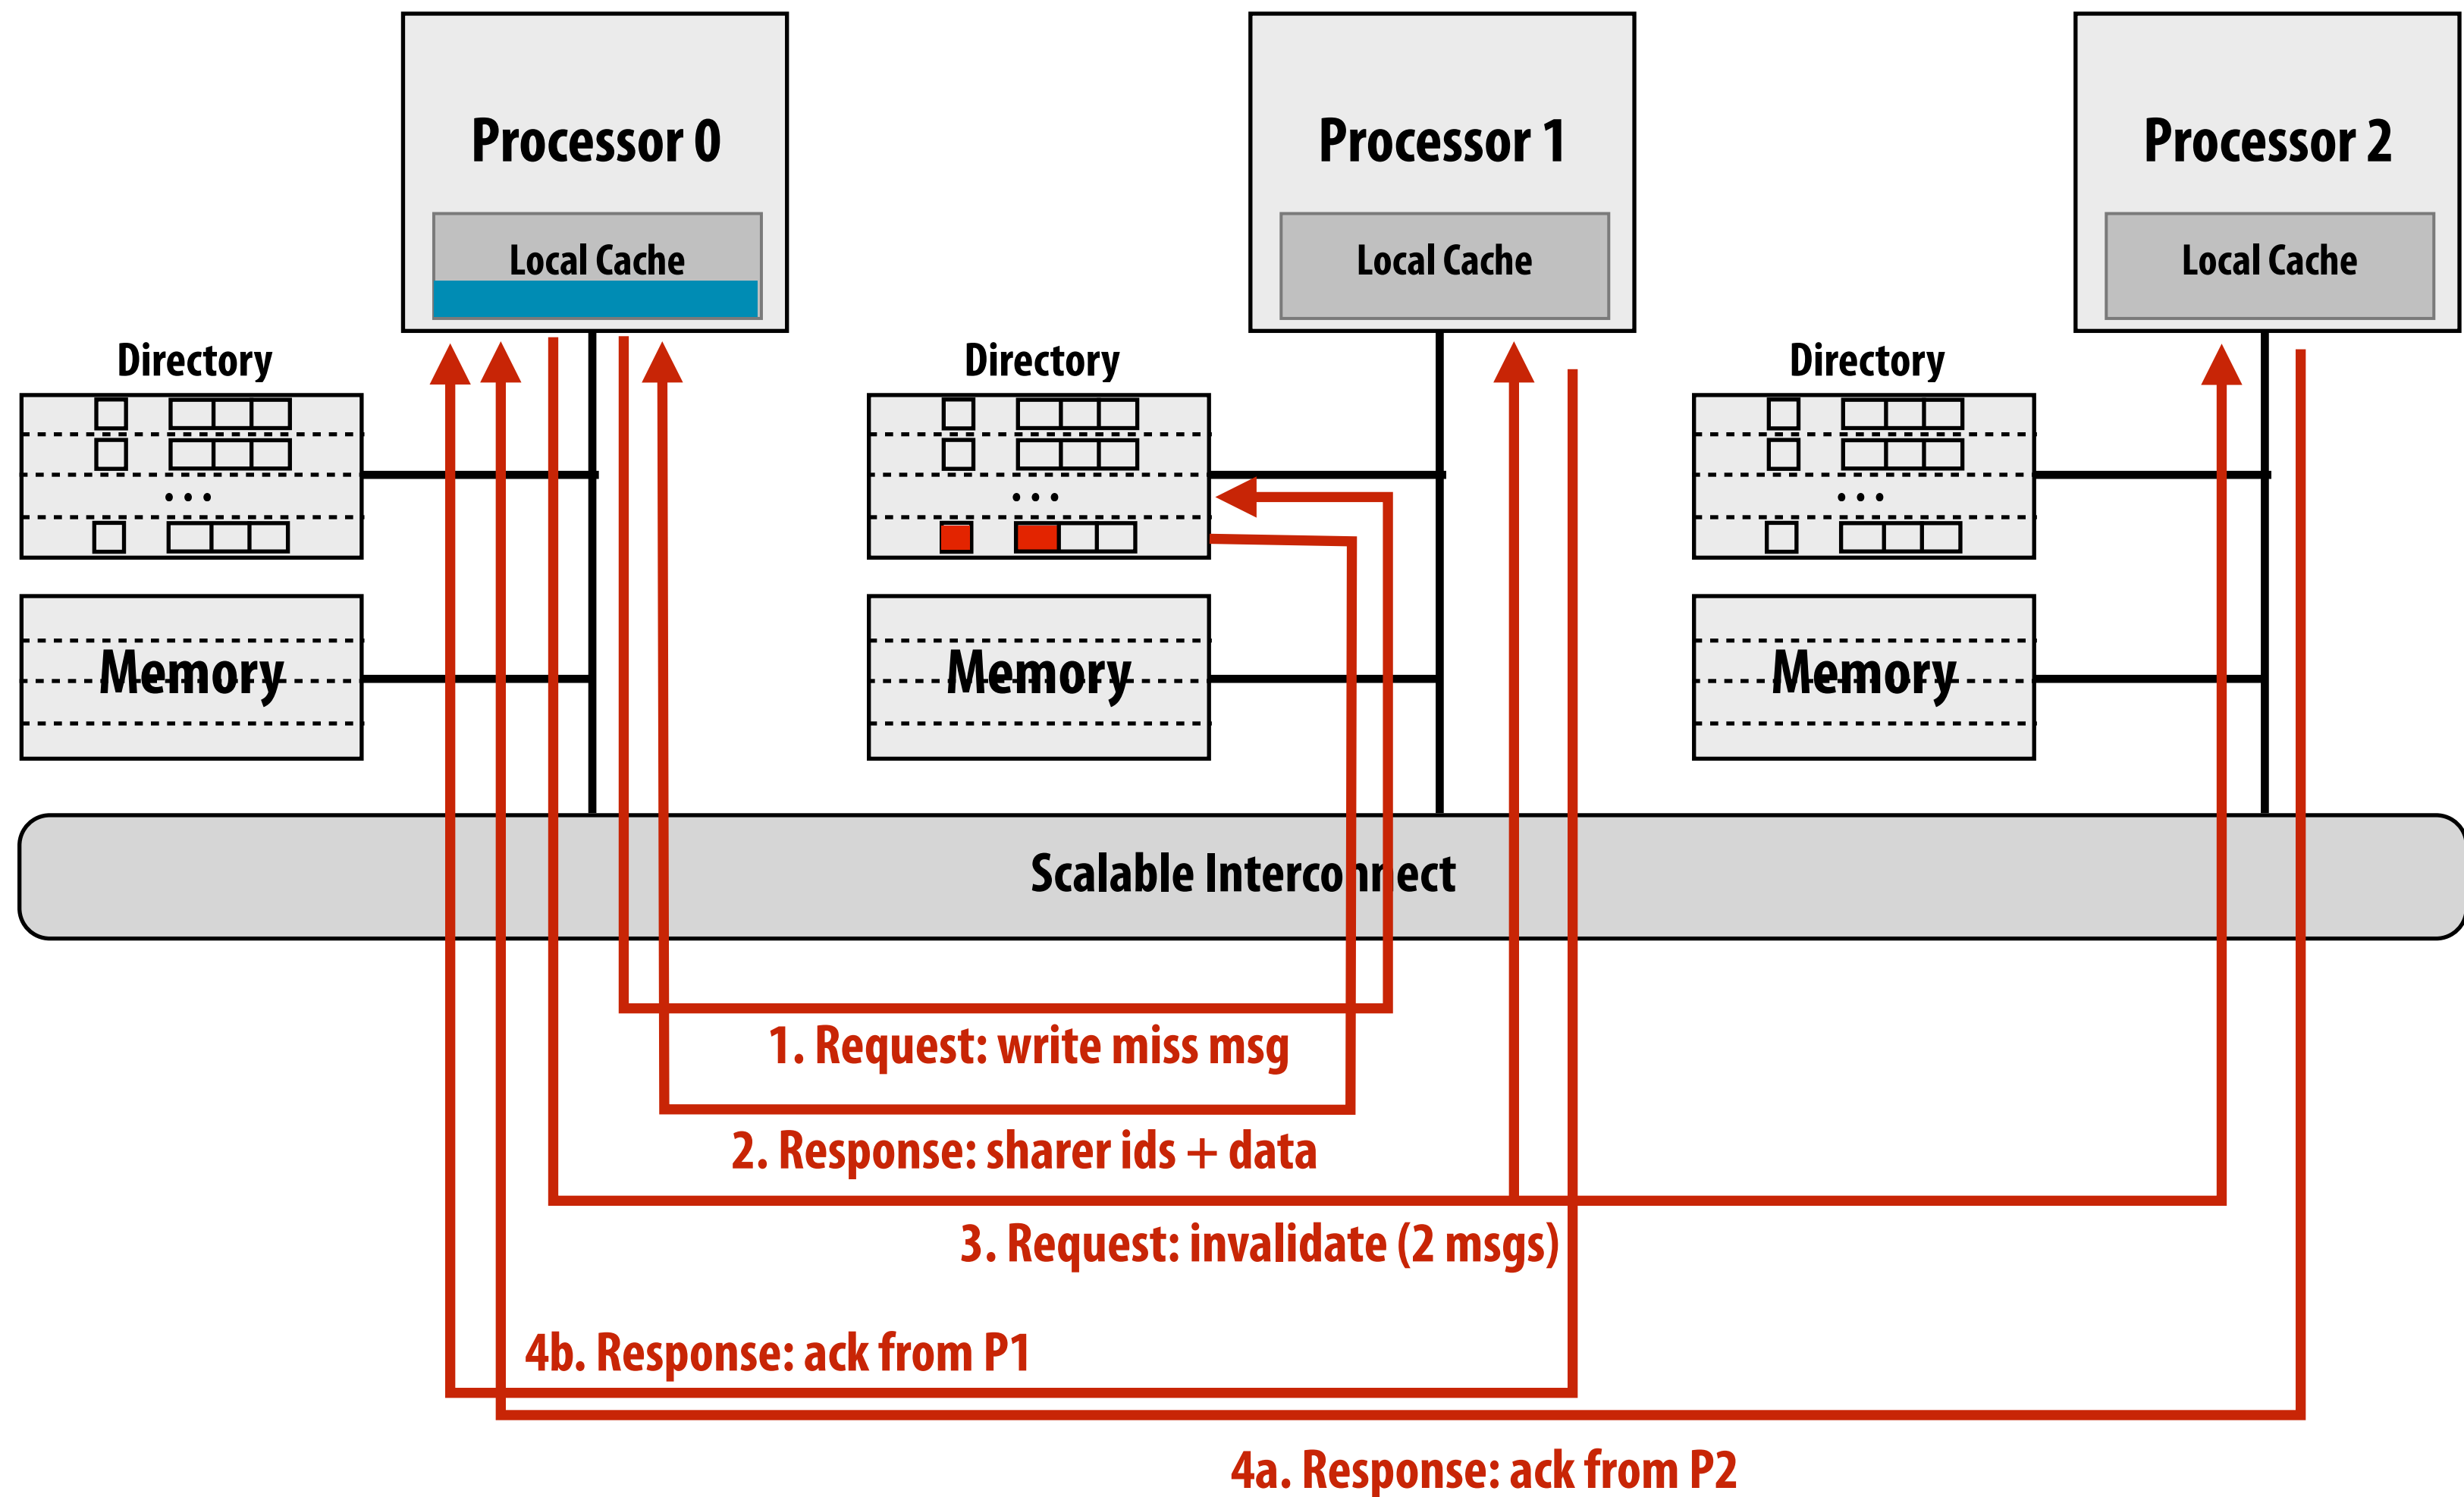 Processor 0
Processor 1
Processor 2
Local Cache
Local Cache
Local Cache
Directory
Directory
Directory
• • •
• • •
• • •
Memory
Memory
Memory
Scalable Interconnect
1. Request: write miss msg
2. Response: sharer ids + data
3. Request: invalidate (2 msgs)
4b. Response: ack from P1
4a. Response: ack from P2